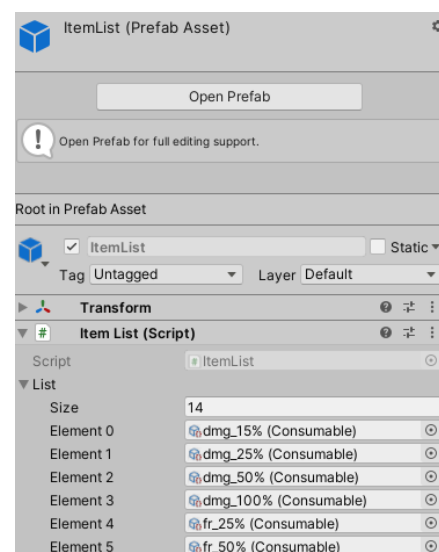 ItemList (Prefab Asset)
Open Prefab
Open Prefab for full editing support.
Root in Prefab Asset
ItemList Static
Tag Untagged Layer Default
Transform
# Item List (Script)
Script # ItemList
List
Size 14
Element 0 dmg_15% (Consumable)
Element 1 dmg_25% (Consumable)
Element 2 dmg_50% (Consumable)
Element 3 dmg_100% (Consumable)
Element 4 fr_25% (Consumable)
Element 5 fr_50% (Consumable)